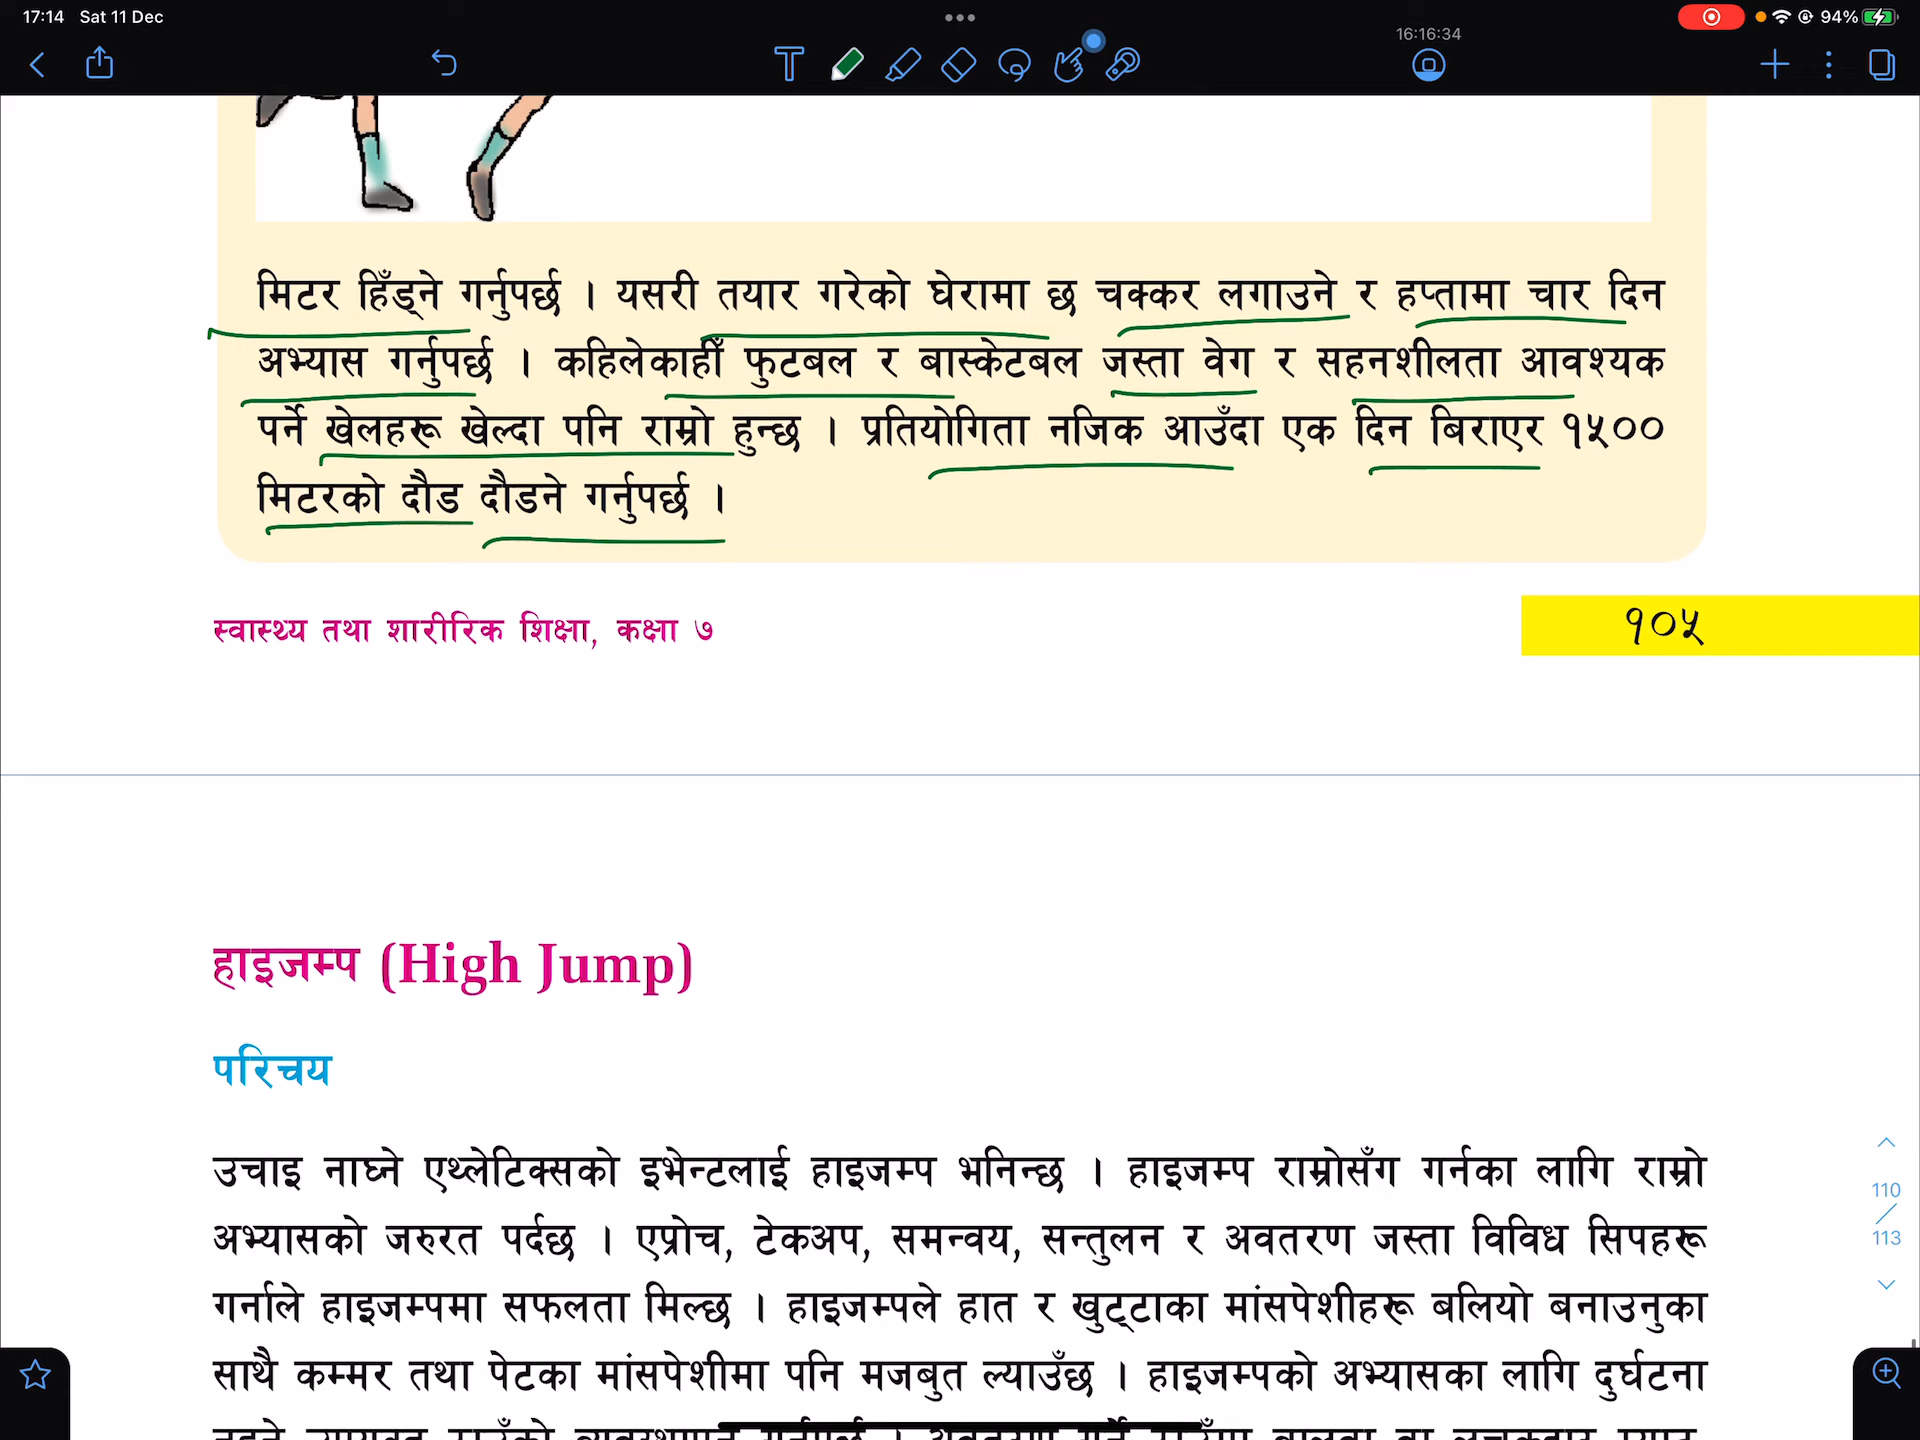 17:14 Sat 11 Dec
94%
16:16:34
मिटर हिँड्ने गर्नुपर्छ । यसरी तयार गरेको घेरामा छ चक्कर लगाउने र हप्तामा चार दिन
अभ्यास गर्नुपर्छ । कहिलेकाहीँ फुटबल र बास्केटबल जस्ता वेग र सहनशीलता आवश्यक
पर्ने खेलहरू खेल्दा पनि राम्रो हुन्छ । प्रतियोगिता नजिक आउँदा एक दिन बिराएर १५००
मिटरको दौड दौडने गर्नुपर्छ ।
स्वास्थ्य तथा शारीरिक शिक्षा, कक्षा ७
१०५
हाइजम्प (High Jump)
परिचय
उचाइ नाघ्ने एथ्लेटिक्सको इभेन्टलाई हाइजम्प भनिन्छ । हाइजम्प राम्रोसँग गर्नका लागि राम्रो
अभ्यासको जरुरत पर्दछ । एप्रोच, टेकअप, समन्वय, सन्तुलन र अवतरण जस्ता विविध सिपहरू
गर्नाले हाइजम्पमा सफलता मिल्छ । हाइजम्पले हात र खुट्टाका मांसपेशीहरू बलियो बनाउनुका
साथै कम्मर तथा पेटका मांसपेशीमा पनि मजबुत ल्याउँछ । हाइजम्पको अभ्यासका लागि दुर्घटना
110
113